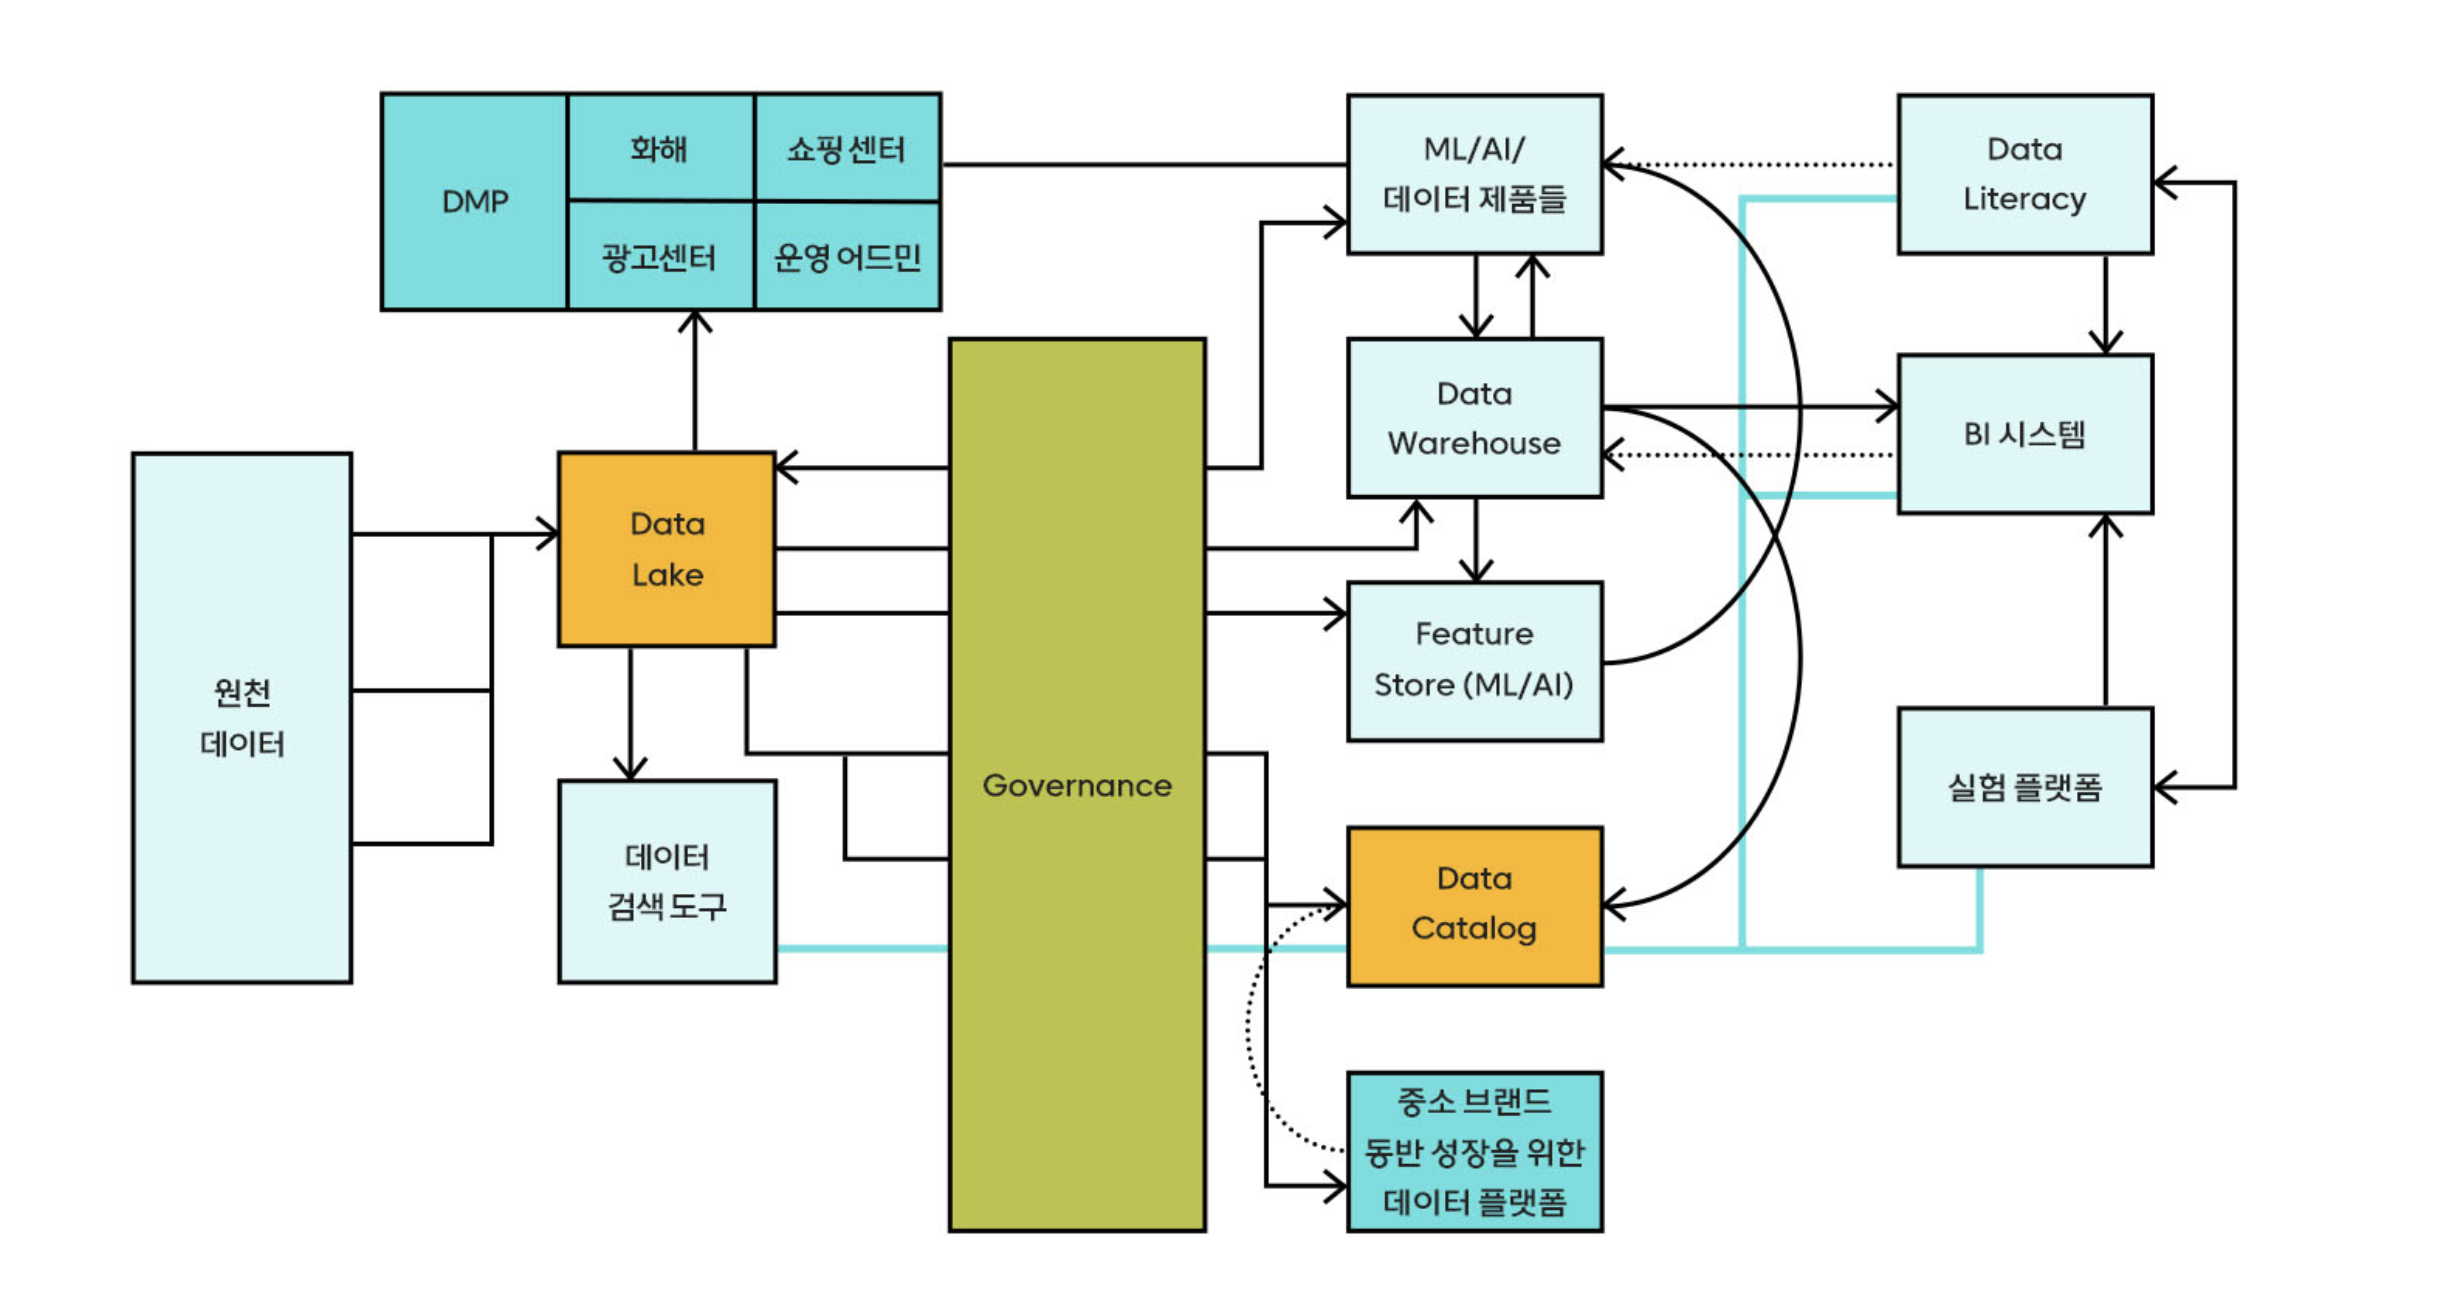 DMP
화해
쇼핑 센터
광고센터
운영 어드민
ML/AI/
데이터 제품들
Data
Literacy
Data
Warehouse
BI 시스템
원천
데이터
Data
Lake
Governance
Feature
Store (ML/AI)
실험 플랫폼
데이터
검색 도구
Data
Catalog
중소 브랜드
동반 성장을 위한
데이터 플랫폼